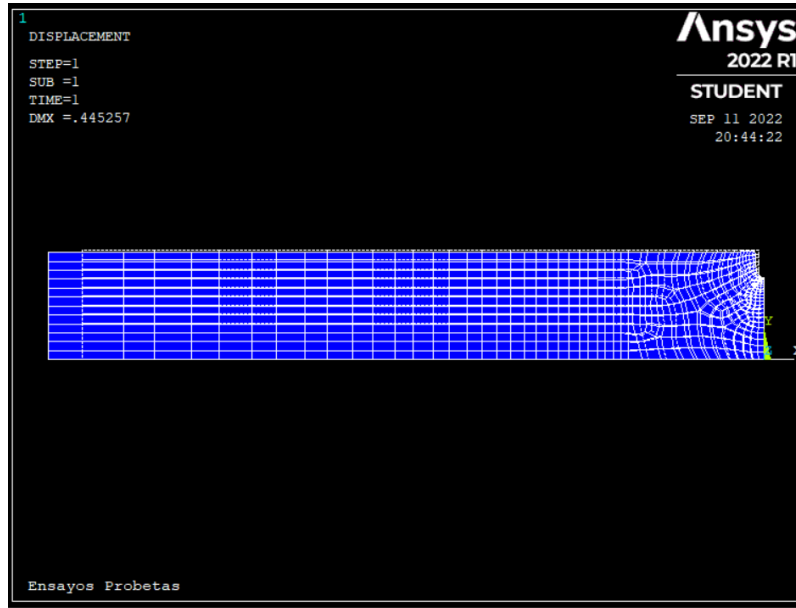 1
DISPLACEMENT
STEP=1
SUB =1
TIME=1
DMX =.445257
Ansys
2022 R1
STUDENT
SEP 11 2022
20:44:22
Y
Ensayos Probetas